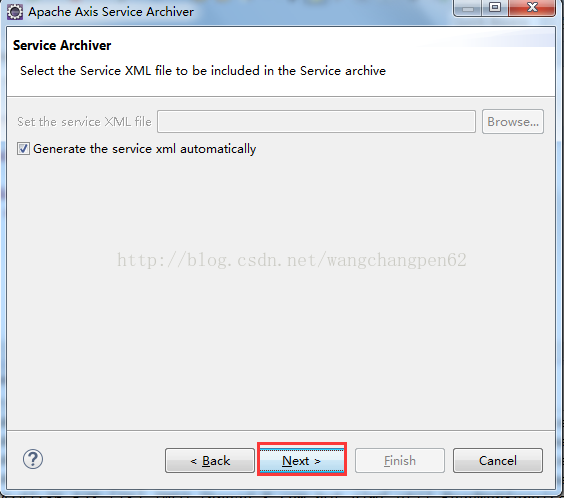 Apache Axis Service Archiver
Service Archiver
Select the Service XML file to be included in the Service archive
Set the service XML file
Browse...
Generate the service xml automatically
http://blog.csdn.net/wangchangpen62
?
< Back
Next >
Finish
Cancel